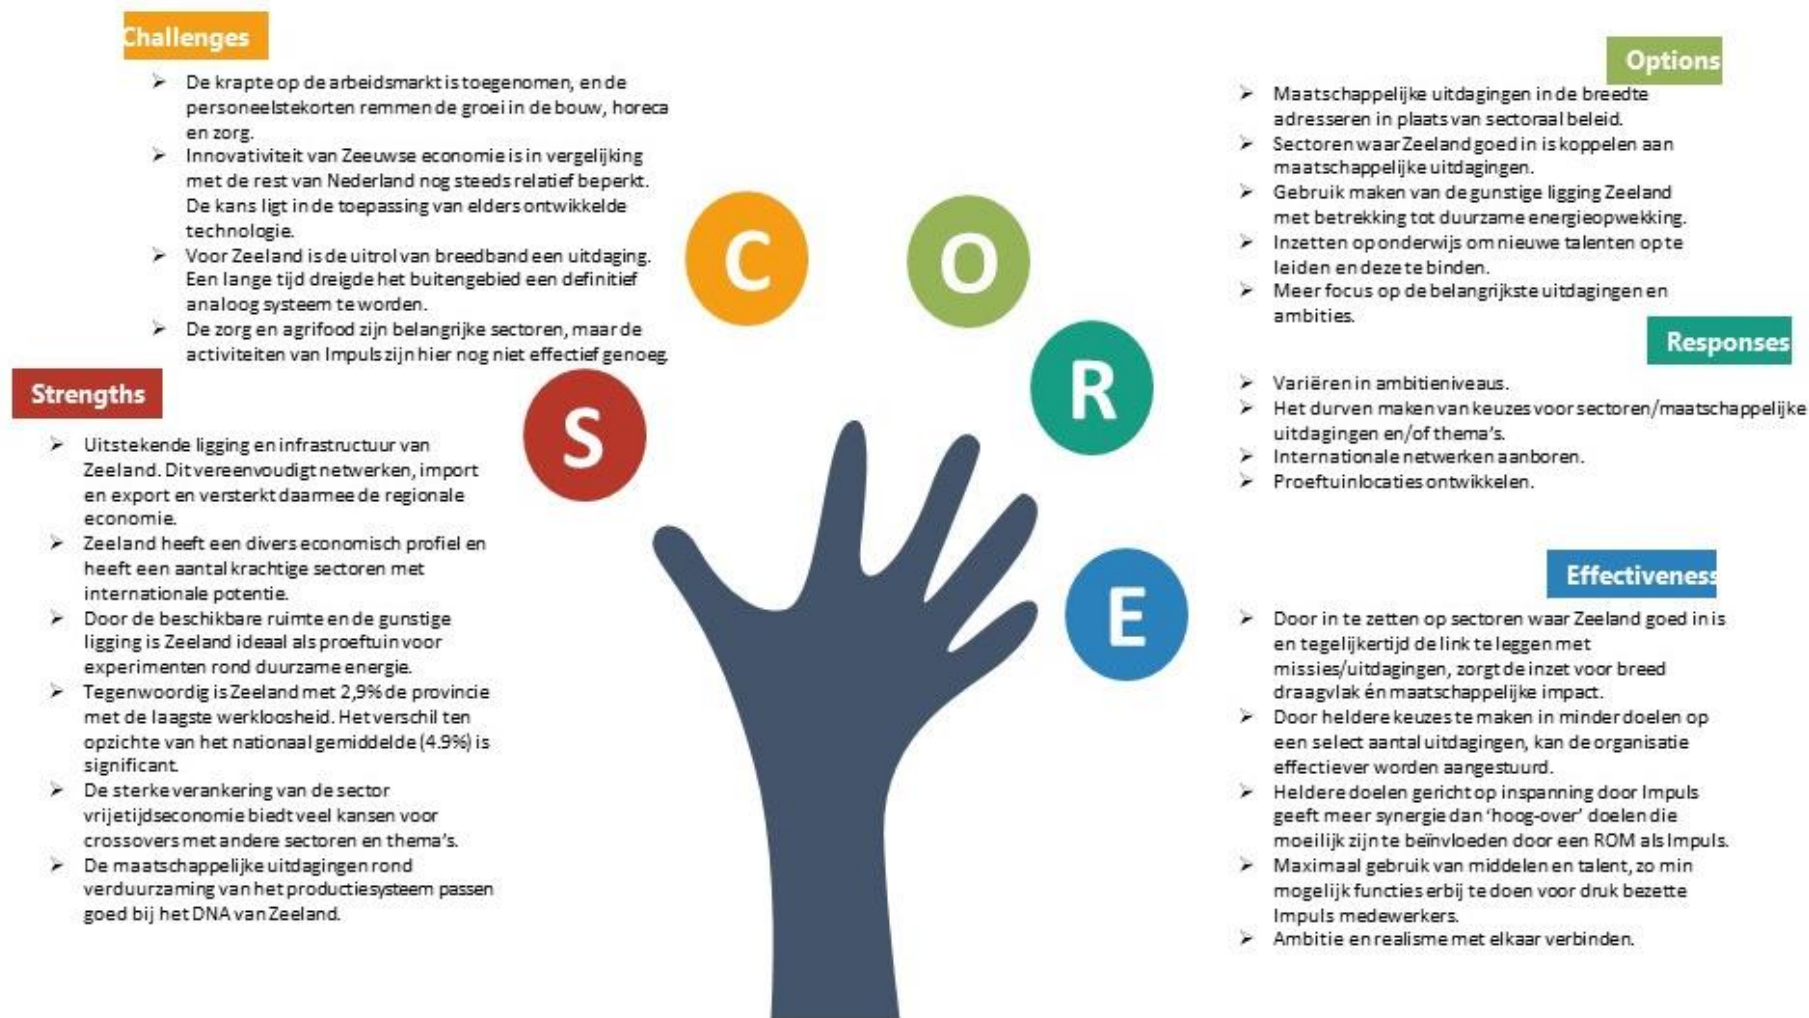 Challenges
➢ De krapte op de arbeidsmarkt is toegenomen, en de
personeelstekorten remmen de groei in de bouw, horeca
en zorg.
➢ Innovativiteit van Zeeuwse economie is in vergelijking
met de rest van Nederland nog steeds relatief beperkt.
De kans ligt in de toepassing van elders ontwikkelde
technologie.
➢ Voor Zeeland is de uitrol van breedband een uitdaging.
Een lange tijd dreigde het buitengebied een definitief
analoog systeem te worden.
➢ De zorg en agrifood zijn belangrijke sectoren, maar de
activiteiten van Impuls zijn hier nog niet effectief genoeg.
Strengths
➢ Uitstekende ligging en infrastructuur van
Zeeland. Dit vereenvoudigt netwerken, import
en export en versterkt daarmee de regionale
economie.
➢ Zeeland heeft een divers economisch profiel en
heeft een aantal krachtige sectoren met
internationale potentie.
➢ Door de beschikbare ruimte en de gunstige
ligging is Zeeland ideaal als proeftuin voor
experimenten rond duurzame energie.
➢ Tegenwoordig is Zeeland met 2,9% de provincie
met de laagste werkloosheid. Het verschil ten
opzichte van het nationaal gemiddelde (4.9%) is
significant.
➢ De sterke verankering van de sector
vrijetijdseconomie biedt veel kansen voor
crossovers met andere sectoren en thema's.
➢ De maatschappelijke uitdagingen rond
verduurzaming van het productiesysteem passen
goed bij het DNA van Zeeland.
S
C
O
R
E
Options
➢ Maatschappelijke uitdagingen in de breedte
adresseren in plaats van sectoraal beleid.
➢ Sectoren waar Zeeland goed in is koppelen aan
maatschappelijke uitdagingen.
➢ Gebruik maken van de gunstige ligging Zeeland
met betrekking tot duurzame energieopwekking.
➢ Inzetten op onderwijs om nieuwe talenten op te
leiden en deze te binden.
➢ Meer focus op de belangrijkste uitdagingen en
ambities.
Responses
➢ Variëren in ambitieniveaus.
➢ Het durven maken van keuzes voor sectoren/maatschappelijke
uitdagingen en/of thema's.
➢ Internationale netwerken aanboren.
➢ Proeftuinlocaties ontwikkelen.
Effectiveness
➢ Door in te zetten op sectoren waar Zeeland goed in is
en tegelijkertijd de link te leggen met
missies/uitdagingen, zorgt de inzet voor breed
draagvlak én maatschappelijke impact.
➢ Door heldere keuzes te maken in minder doelen op
een select aantal uitdagingen, kan de organisatie
effectiever worden aangestuurd.
➢ Heldere doelen gericht op inspanning door Impuls
geeft meer synergie dan ‘hoog-over’ doelen die
moeilijk zijn te beïnvloeden door een ROM als Impuls.
➢ Maximaal gebruik van middelen en talent, zo min
mogelijk functies erbij te doen voor druk bezette
Impuls medewerkers.
➢ Ambitie en realisme met elkaar verbinden.